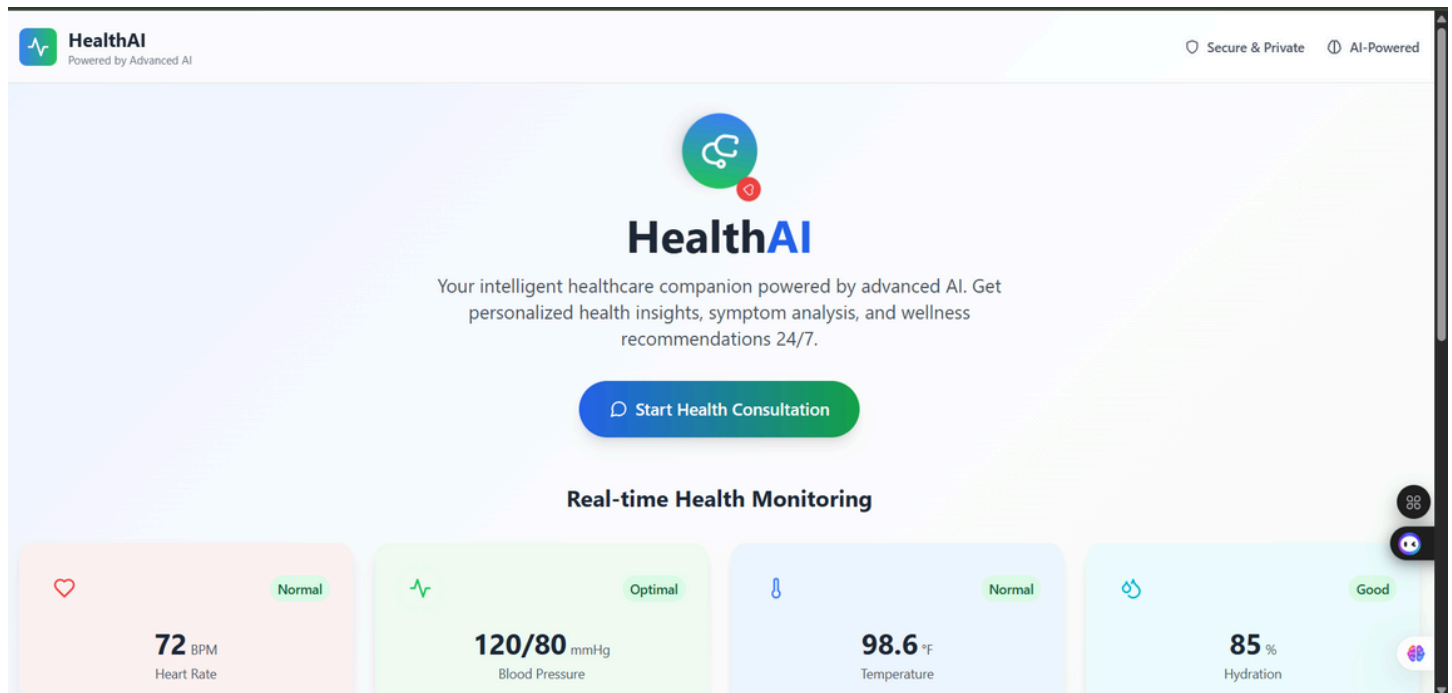 HealthAI
Powered by Advanced AI
Secure & Private
AI-Powered
HealthAI
Your intelligent healthcare companion powered by advanced AI. Get
personalized health insights, symptom analysis, and wellness
recommendations 24/7.
Start Health Consultation
Real-time Health Monitoring
Normal
72 BPM
Heart Rate
Optimal
120/80 mmHg
Blood Pressure
Normal
98.6 °F
Temperature
Good
85 %
Hydration